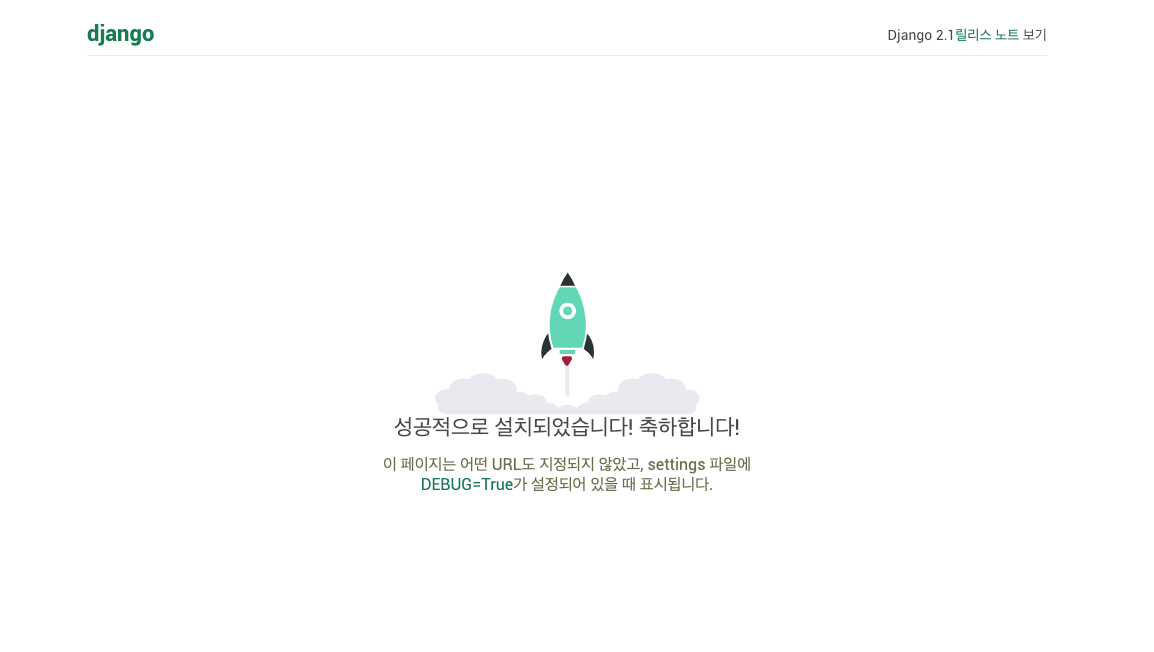 django
Django 2.1릴리스 노트 보기
성공적으로 설치되었습니다! 축하합니다!
이 페이지는 어떤 URL도 지정되지 않았고, settings 파일에
DEBUG=True가 설정되어 있을 때 표시됩니다.